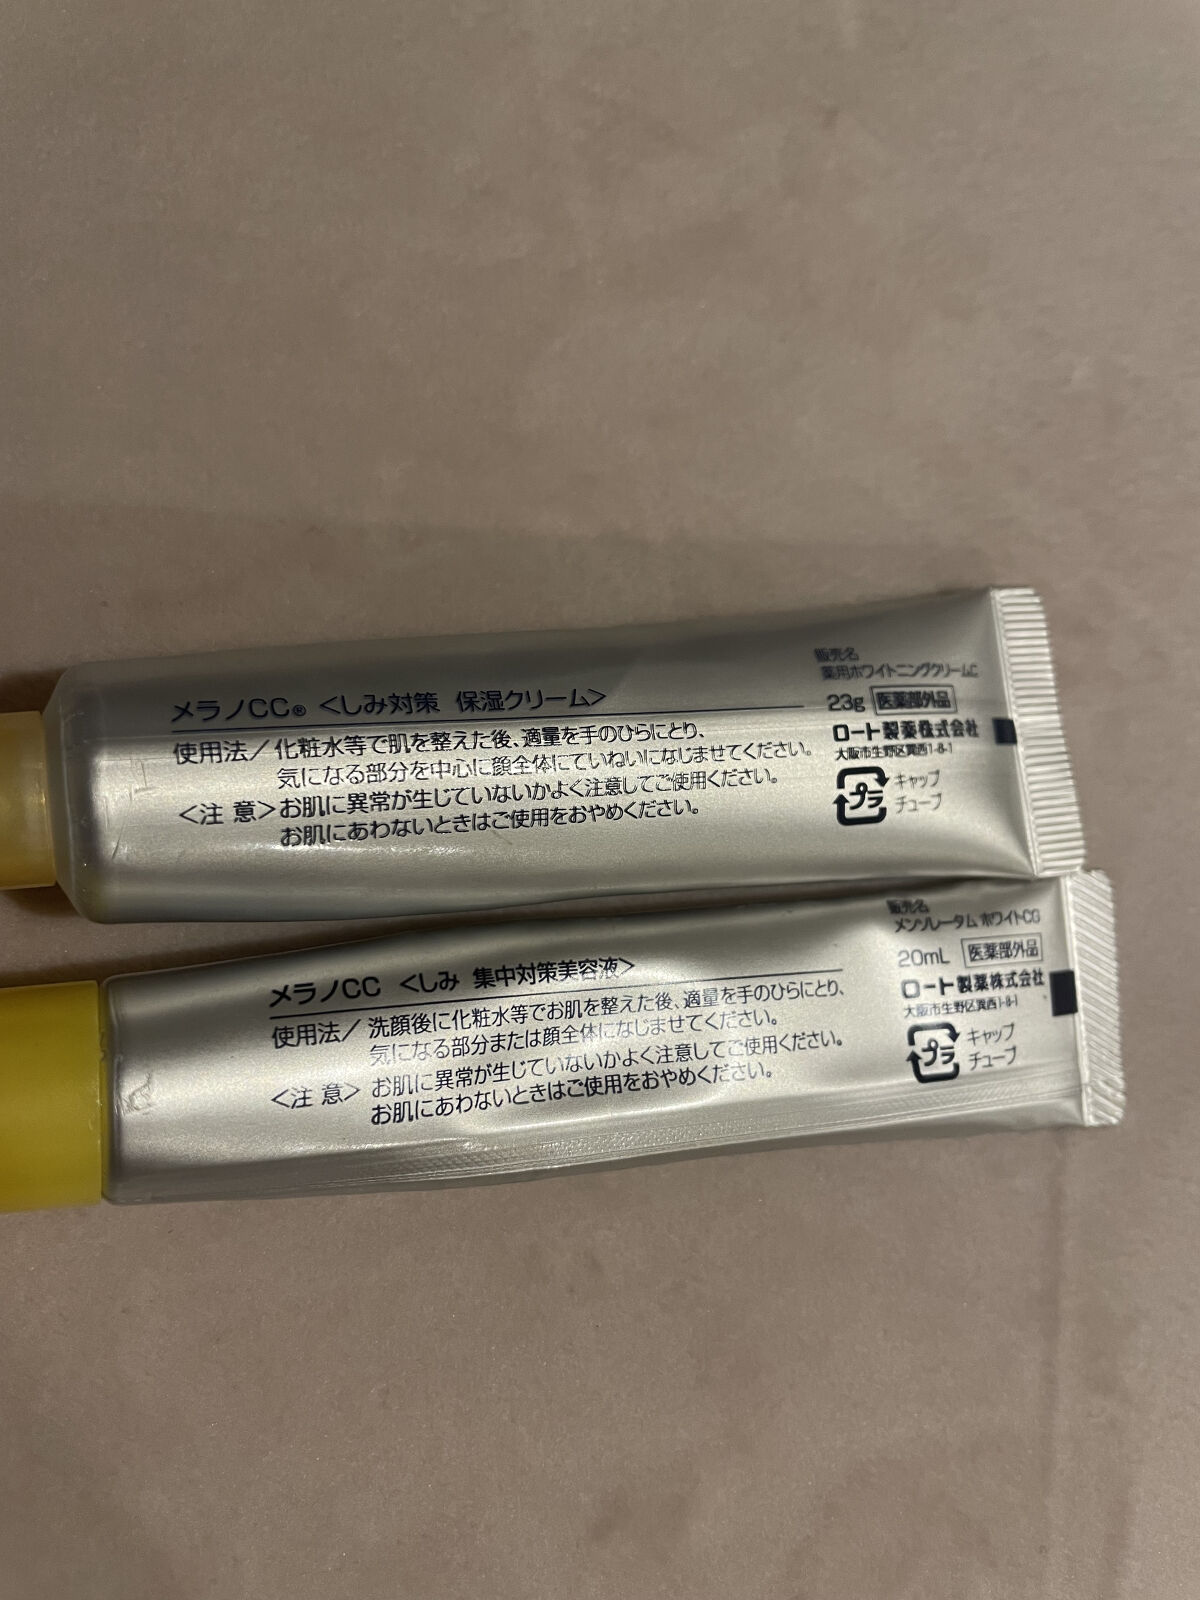 メラノCC® <しみ対策 保湿クリーム>
使用法/化粧水等で肌を整えた後、適量を手のひらにとり、
気になる部分を中心に顔全体にていねいになじませてください。
<注 意>お肌に異常が生じていないかよく注意してご使用ください。
お肌にあわないときはご使用をおやめください。
販売名
薬用ホワイトニングクリームC
23g 医薬部外品
ロート製薬株式会社
大阪市生野区巽西1-8-1
プラ
キャップ
チューブ
メラノCC <しみ 集中対策美容液>
使用法/洗顔後に化粧水等でお肌を整えた後、適量を手のひらにとり、
気になる部分または顔全体になじませてください。
<注 意> お肌に異常が生じていないかよく注意してご使用ください。
お肌にあわないときはご使用をおやめください。
販売名
メンソレータム ホワイトCG
20mL 医薬部外品
ロート製薬株式会社
大阪市生野区巽西1-8-1
プラ
キャップ
チューブ